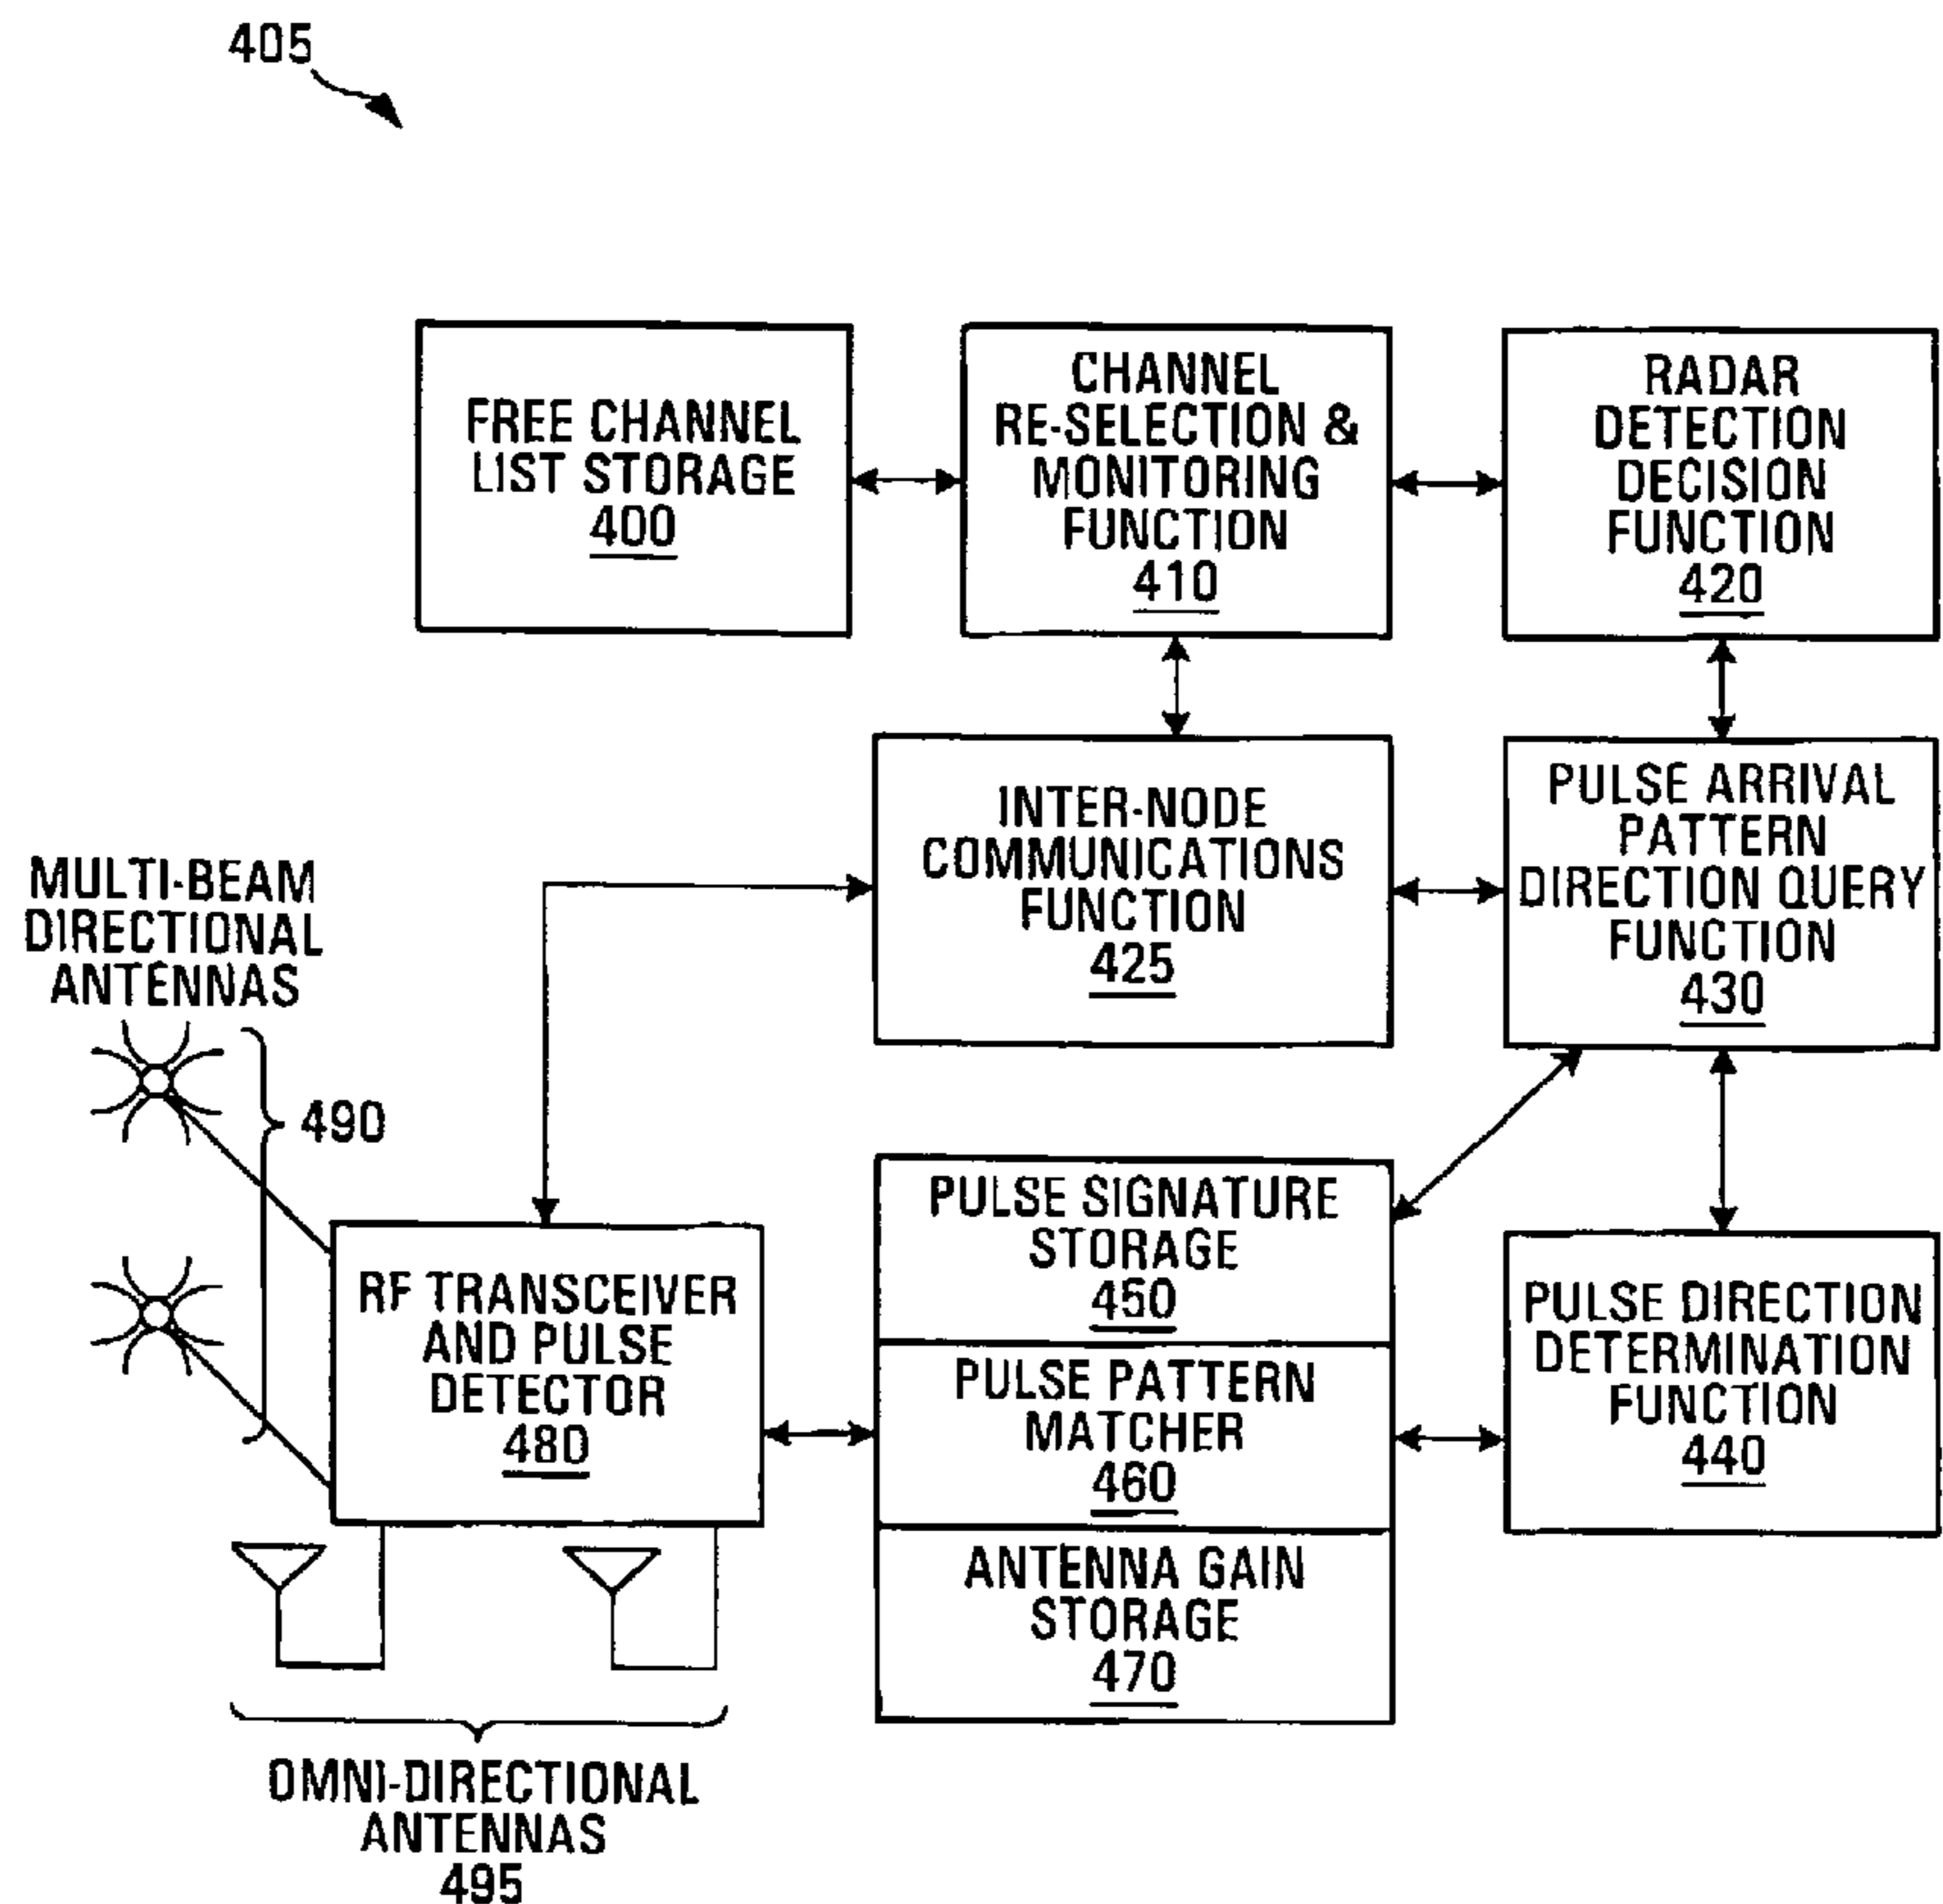 405
FREE CHANNEL
LIST STORAGE
400
CHANNEL
RE-SELECTION &
MONITORING
FUNCTION
410
RADAR
DETECTION
DECISION
FUNCTION
420
INTER-NODE
COMMUNICATIONS
FUNCTION
425
PULSE ARRIVAL
PATTERN
DIRECTION QUERY
FUNCTION
430
MULTI-BEAM
DIRECTIONAL
ANTENNAS
490
RF TRANSCEIVER
AND PULSE
DETECTOR
480
PULSE SIGNATURE
STORAGE
450
PULSE PATTERN
MATCHER
460
ANTENNA GAIN
STORAGE
470
PULSE DIRECTION
DETERMINATION
FUNCTION
440
OMNI-DIRECTIONAL
ANTENNAS
495